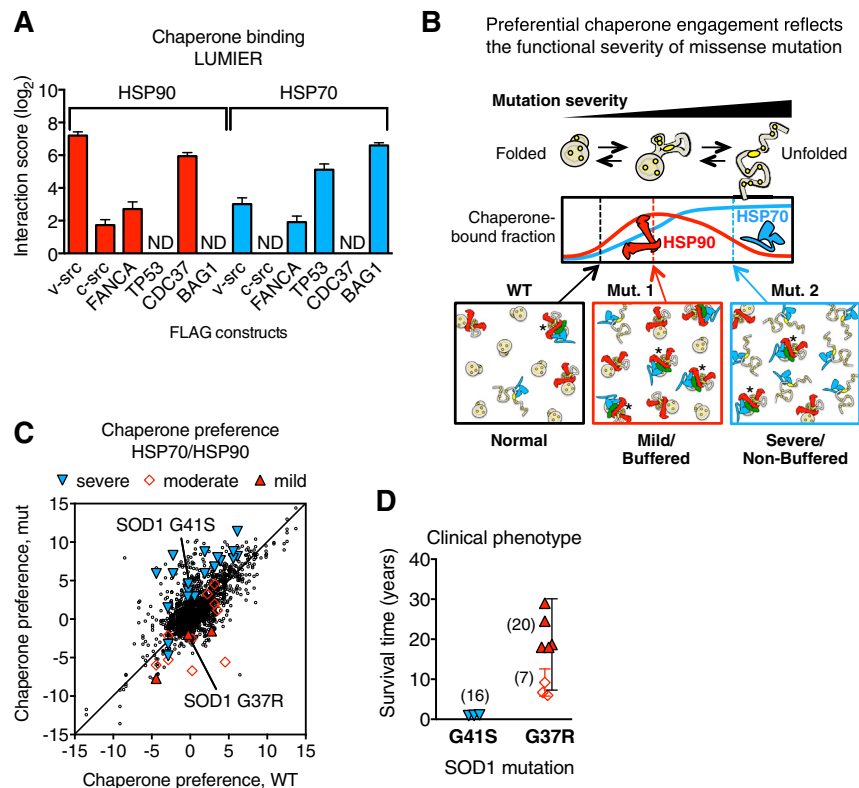 A
Chaperone binding
LUMIER
Interaction score (log2)
10
8
6
4
2
0
HSP90
HSP70
ND
ND
ND
ND
v-src
c-src
FANCA
TP53
CDC37
BAG1
v-src
c-src
FANCA
TP53
CDC37
BAG1
FLAG constructs
B
Preferential chaperone engagement reflects
the functional severity of missense mutation
Mutation severity
Folded
Unfolded
Chaperone-
bound fraction
HSP90
HSP70
WT
Mut. 1
Mut. 2
*
*
*
*
*
*
Normal
Mild/
Buffered
Severe/
Non-Buffered
C
Chaperone preference
HSP70/HSP90
severe
moderate
mild
Chaperone preference, mut
15
10
5
0
-5
-10
-15
SOD1 G41S
SOD1 G37R
-15
-10
-5
0
5
10
15
Chaperone preference, WT
D
Clinical phenotype
Survival time (years)
40
30
20
10
0
(16)
(20)
(7)
G41S
G37R
SOD1 mutation